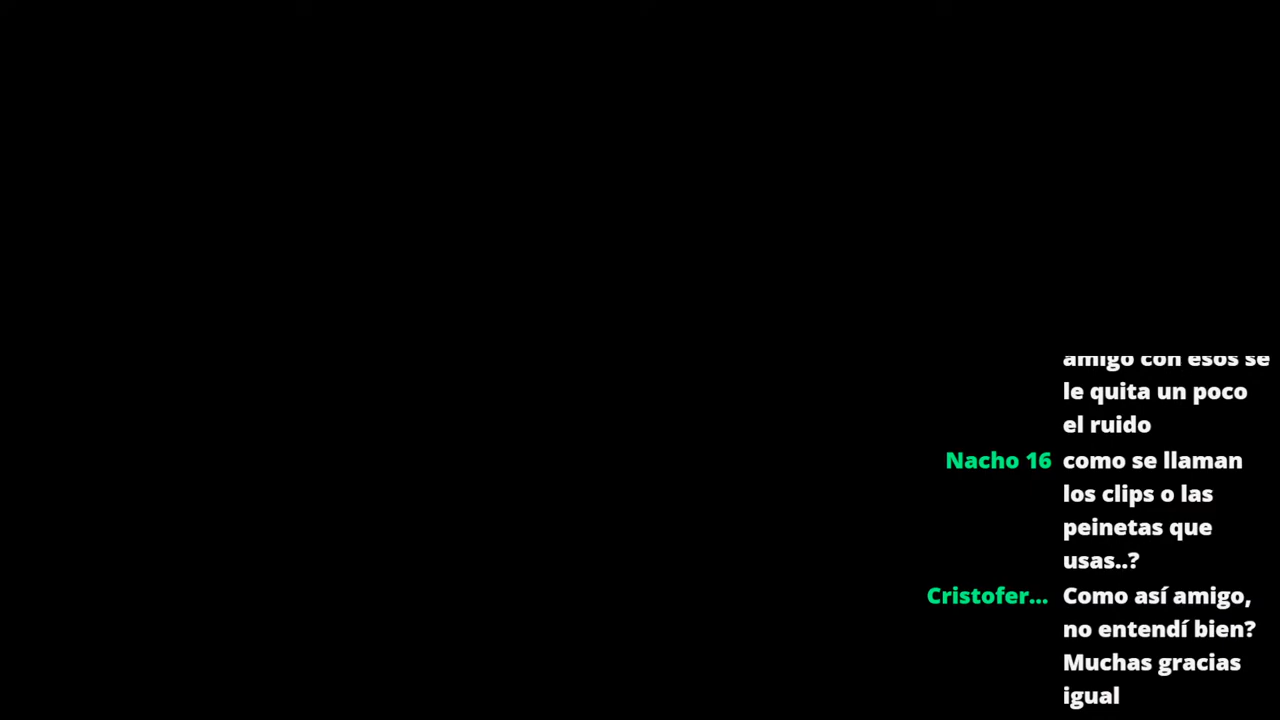 amigo con esos se
le quita un poco
el ruido
Nacho 16 como se llaman
los clips o las
peinetas que
usas..?
Cristofer... Como así amigo,
no entendí bien?
Muchas gracias
igual